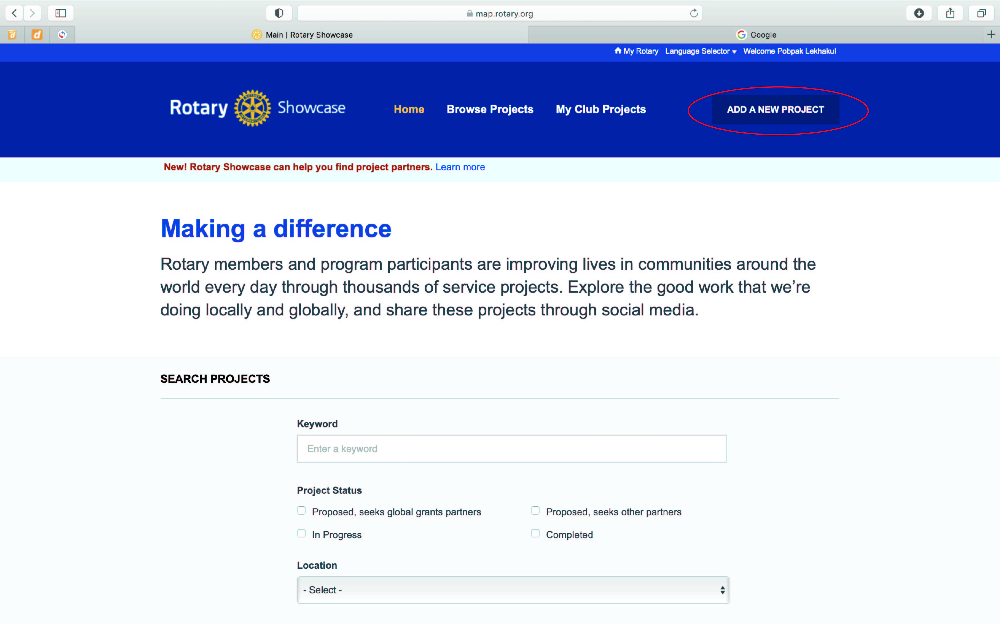 map.rotary.org
Main | Rotary Showcase
Google
My Rotary Language Selector Welcome Pobpak Lekhakul
Rotary Showcase
Home Browse Projects My Club Projects ADD A NEW PROJECT
New! Rotary Showcase can help you find project partners. Learn more
Making a difference
Rotary members and program participants are improving lives in communities around the
world every day through thousands of service projects. Explore the good work that we’re
doing locally and globally, and share these projects through social media.
SEARCH PROJECTS
Keyword
Enter a keyword
Project Status
Proposed, seeks global grants partners
Proposed, seeks other partners
In Progress
Completed
Location
- Select -